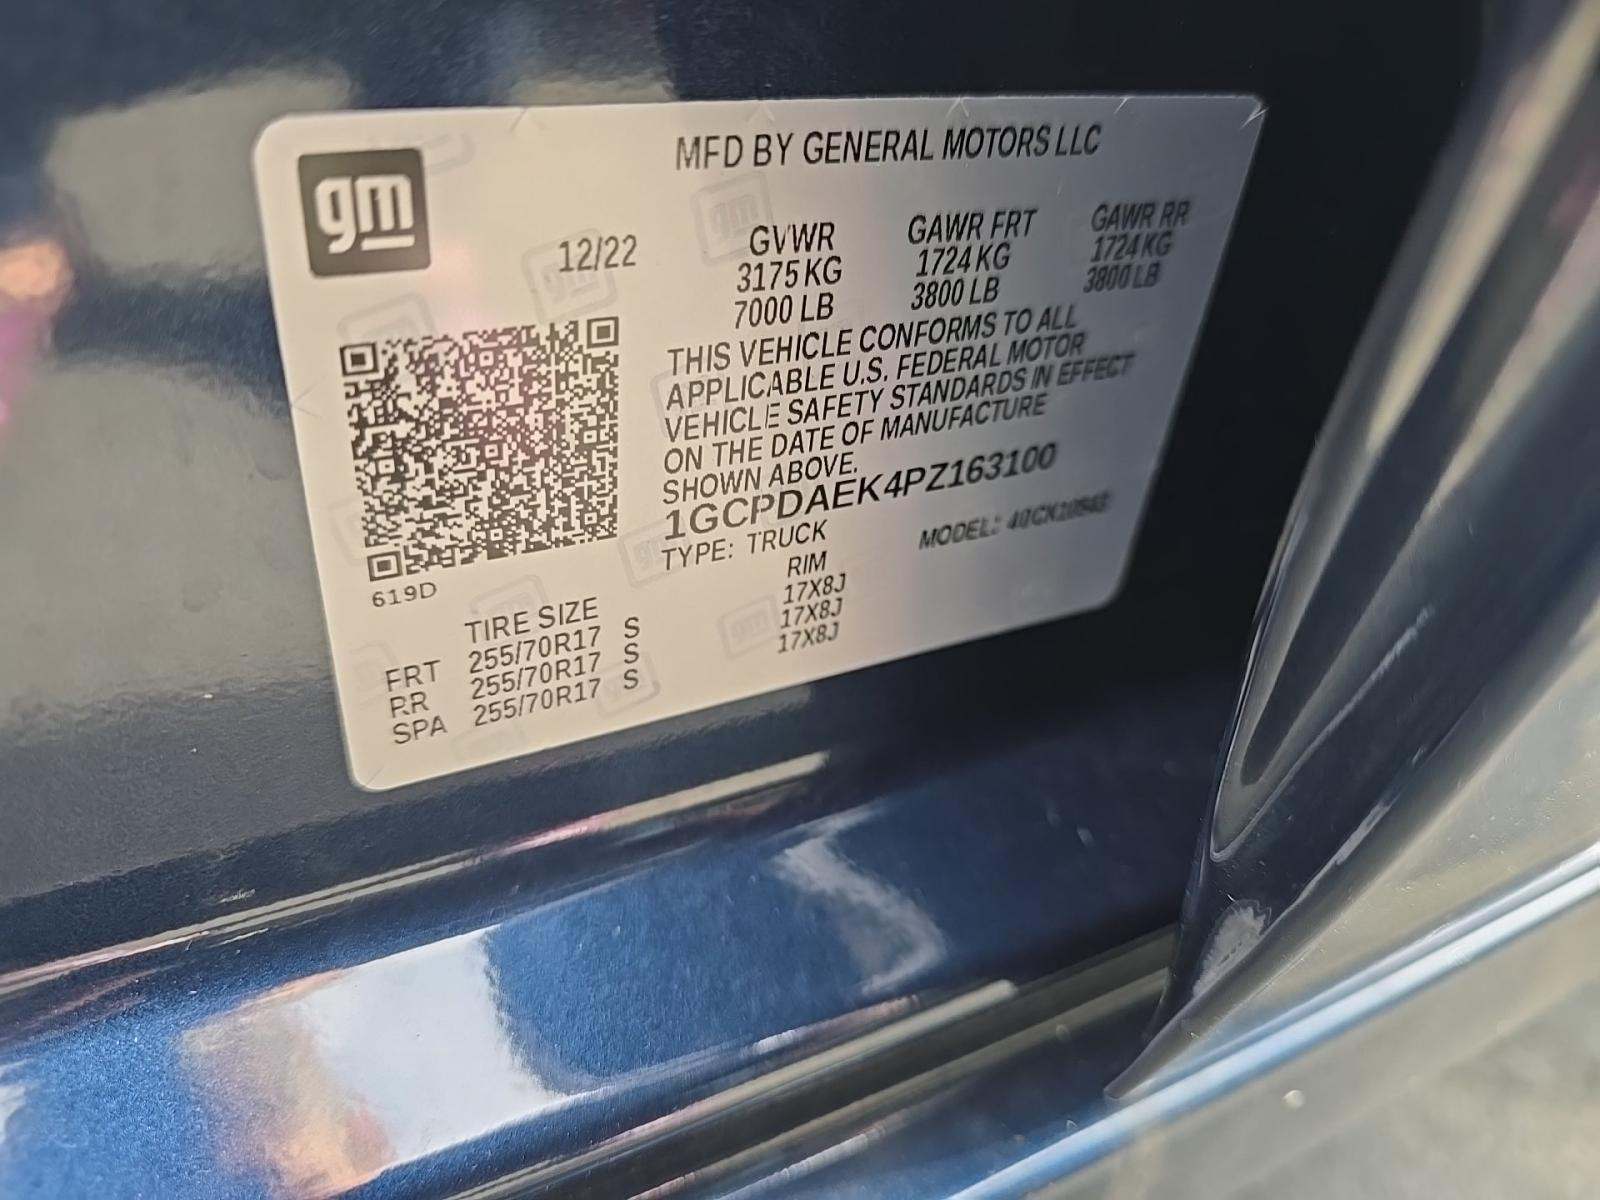 gm
MFD BY GENERAL MOTORS LLC
12/22
GVWR GAWR FRT GAWR RR
3175 KG 1724 KG 1724 KG
7000 LB 3800 LB 3800 LB
THIS VEHICLE CONFORMS TO ALL
APPLICABLE U.S. FEDERAL MOTOR
VEHICLE SAFETY STANDARDS IN EFFECT
ON THE DATE OF MANUFACTURE
SHOWN ABOVE.
1GCPDAEK4PZ163100
TYPE: TRUCK MODEL:
619D
TIRE SIZE RIM
FRT 255/70R17 S 17X8J
RR 255/70R17 S 17X8J
SPA 255/70R17 S 17X8J